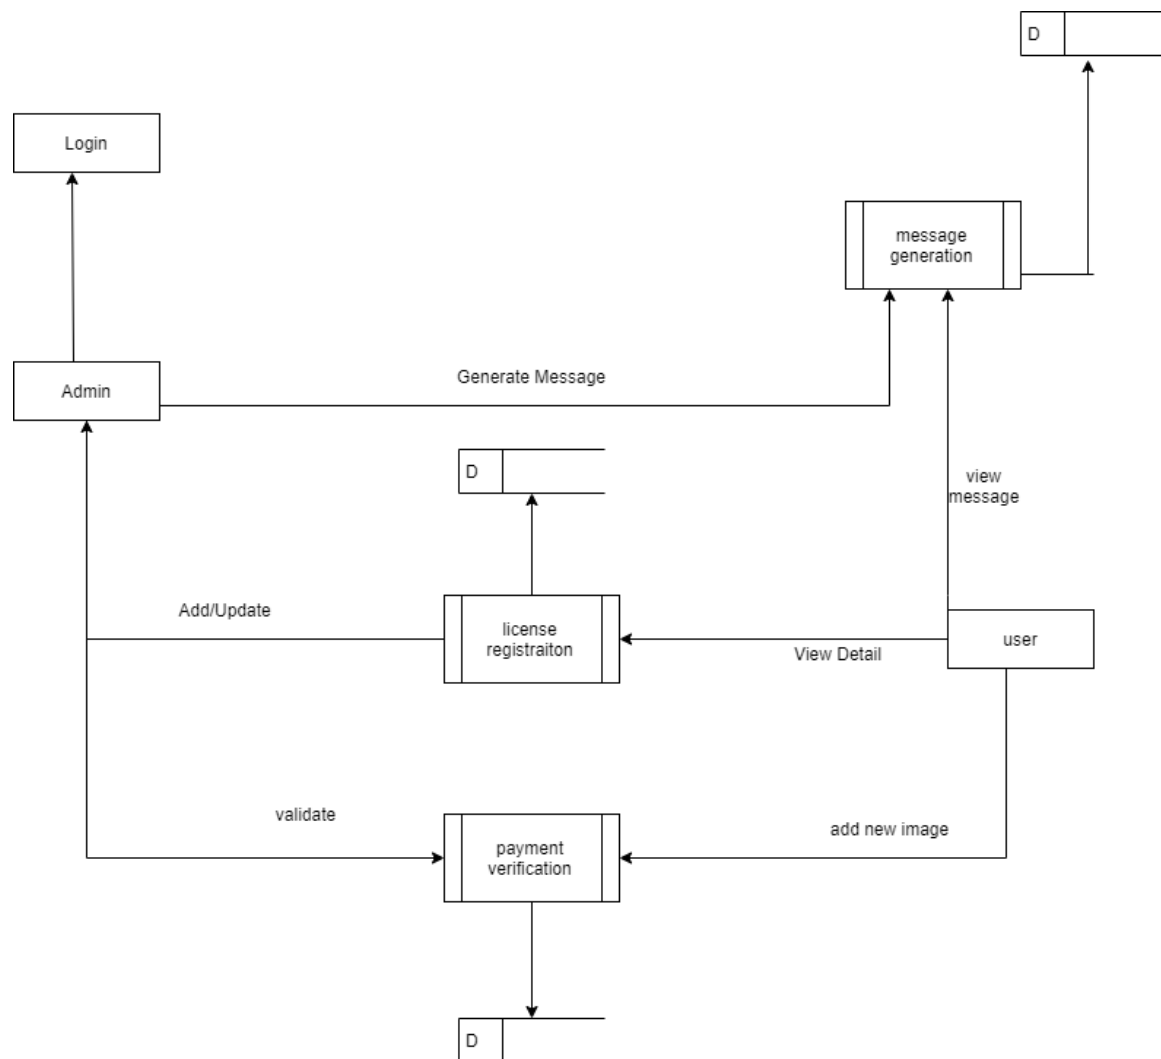 D
Login
message
generation
Admin
Generate Message
D
view
message
Add/Update
license
registraiton
View Detail
user
validate
payment
verification
add new image
D